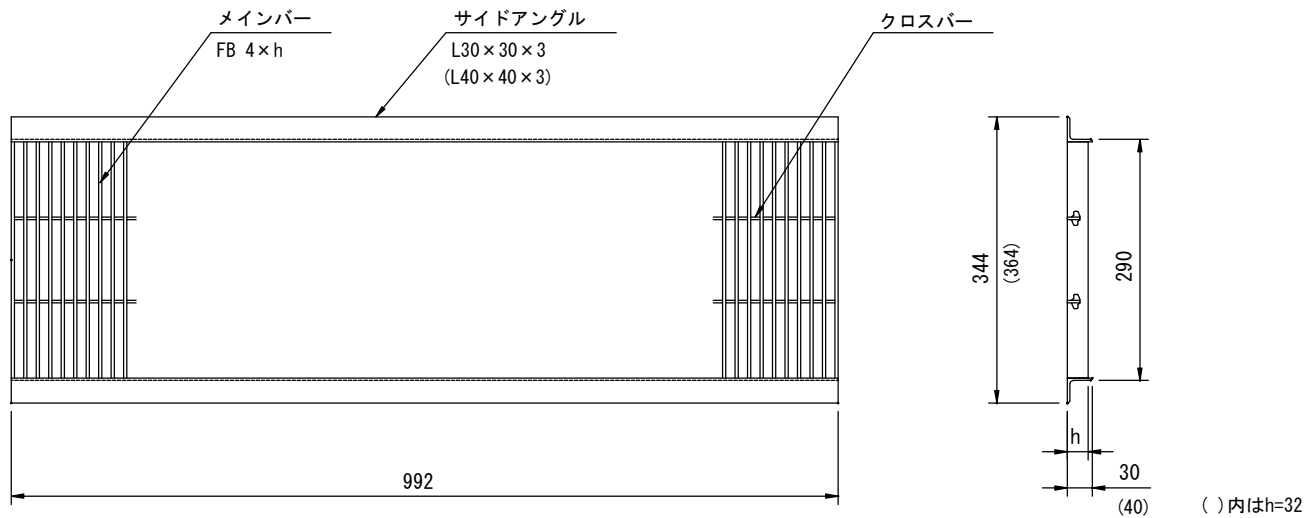 メインバー
FB 4×h
サイドアングル
L30×30×3
(L40×40×3)
クロスバー
344
(364)
290
h
30
(40)
992
( )内はh=32